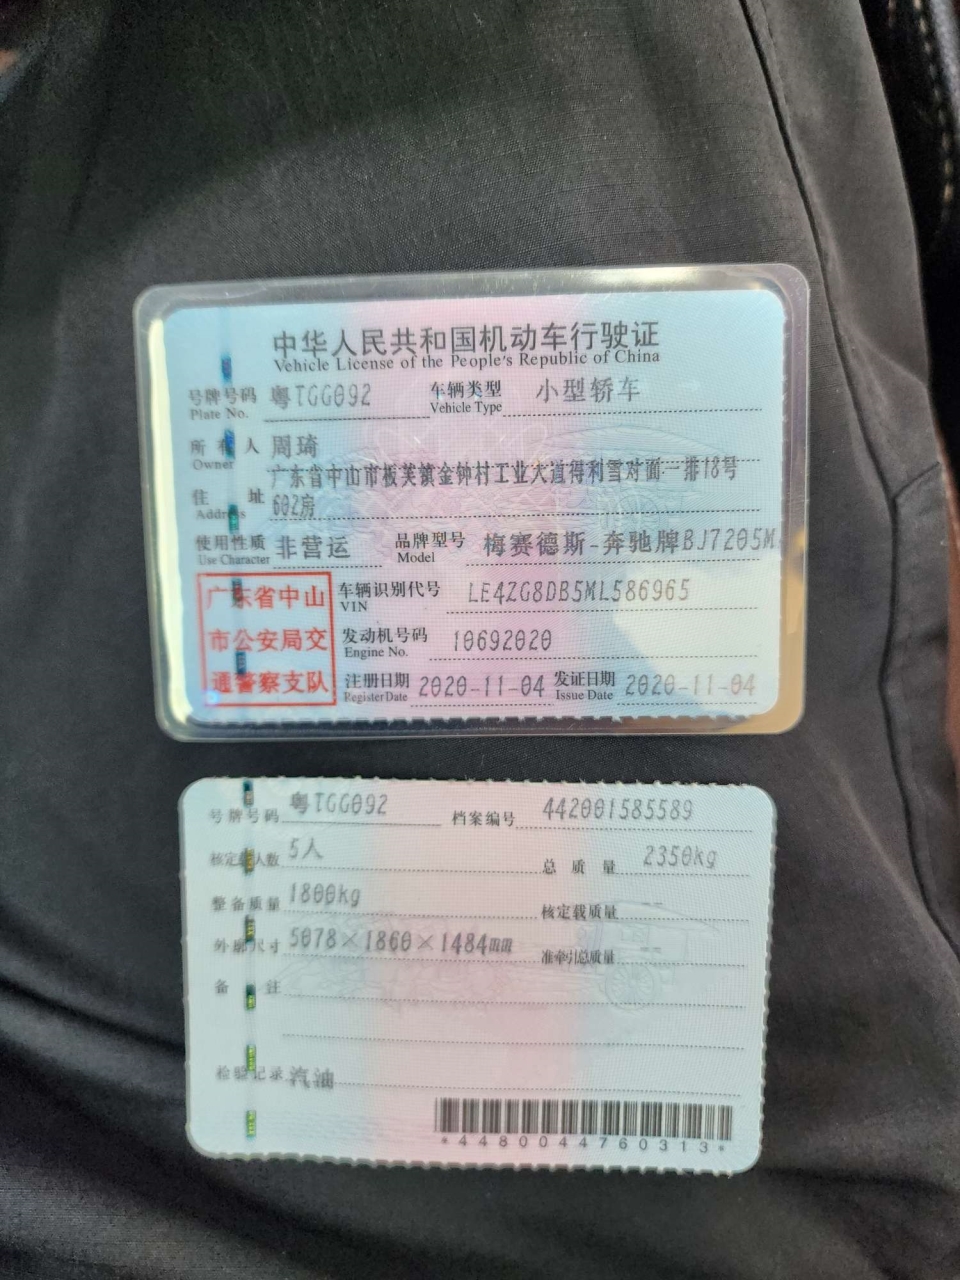 中华人民共和国机动车行驶证
Vehicle License of the People's Republic of China
号牌号码 粤TGG092 车辆类型 小型轿车
Plate No. Vehicle Type
所有人 周琦
Owner
广东省中山市板芙镇金钟村工业大道得利雪对面一排18号
住址 602房
Address
使用性质 非营运 品牌型号 梅赛德斯-奔驰牌BJ7205M
Use Character Model
广东省中山 车辆识别代号 LE4ZG8DB5ML586965
VIN
市公安局交 发动机号码 10692020
Engine No.
通警察支队 注册日期 2020-11-04 发证日期 2020-11-04
Register Date Issue Date
号牌号码 粤TGG092 档案编号 442001585589
核定载人数 5人 总质量 2350kg
整备质量 1800kg 核定载质量 --
外廓尺寸 5078×1860×1484mm 准牵引总质量 --
备注
检验记录 汽油
*4480044760313*